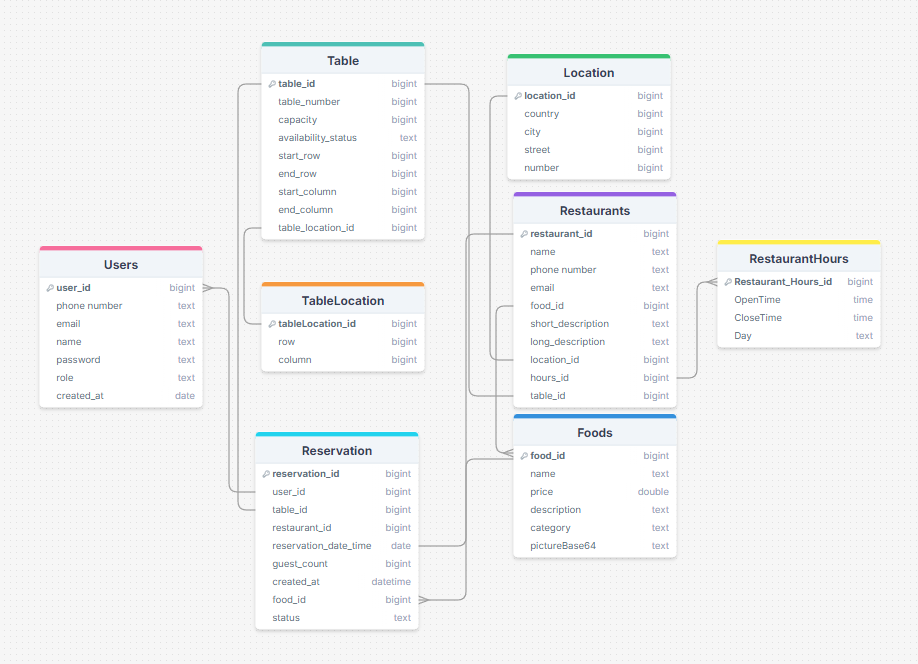 Table
table_id bigint
table_number bigint
capacity bigint
availability_status text
start_row bigint
end_row bigint
start_column bigint
end_column bigint
table_location_id bigint
Location
location_id bigint
country bigint
city bigint
street bigint
number bigint
Restaurants
restaurant_id bigint
name text
phone number text
email text
food_id bigint
short_description text
long_description text
location_id bigint
hours_id bigint
table_id bigint
RestaurantHours
Restaurant_Hours_id bigint
OpenTime time
CloseTime time
Day text
Users
user_id bigint
phone number text
email text
name text
password text
role text
created_at date
TableLocation
tableLocation_id bigint
row bigint
column bigint
Reservation
reservation_id bigint
user_id bigint
table_id bigint
restaurant_id bigint
reservation_date_time date
guest_count bigint
created_at datetime
food_id bigint
status text
Foods
food_id bigint
name text
price double
description text
category text
pictureBase64 text